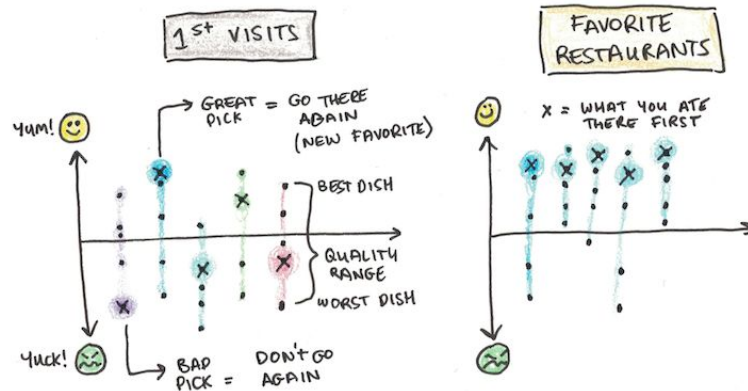 1st VISITS
YUM!
GREAT = GO THERE
PICK AGAIN
(NEW FAVORITE)
BEST DISH
QUALITY
RANGE
WORST DISH
YUCK!
BAD DON'T GO
PICK = AGAIN
FAVORITE
RESTAURANTS
X = WHAT YOU ATE
THERE FIRST